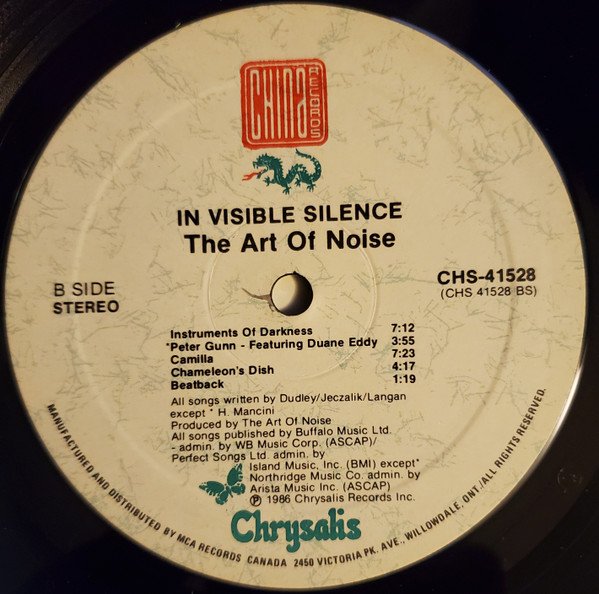 CHINA
RECORDS
IN VISIBLE SILENCE
The Art Of Noise
B SIDE
STEREO
CHS-41528
(CHS 41528 BS)
Instruments Of Darkness 7:12
*Peter Gunn - Featuring Duane Eddy 3:55
Camilla 7:23
Chameleon's Dish 4:17
Beatback 1:19
All songs written by Dudley/Jeczalik/Langan
except * H. Mancini
Produced by The Art Of Noise
All songs published by Buffalo Music Ltd.
- admin. by WB Music Corp. (ASCAP)/
Perfect Songs Ltd. admin. by
Island Music, Inc. (BMI) except*
Northridge Music Co. admin. by
Arista Music Inc. (ASCAP)
℗ 1986 Chrysalis Records Inc.
Chrysalis
MANUFACTURED AND DISTRIBUTED BY MCA RECORDS CANADA 2450 VICTORIA PK. AVE., WILLOWDALE, ONT./ALL RIGHTS RESERVED.